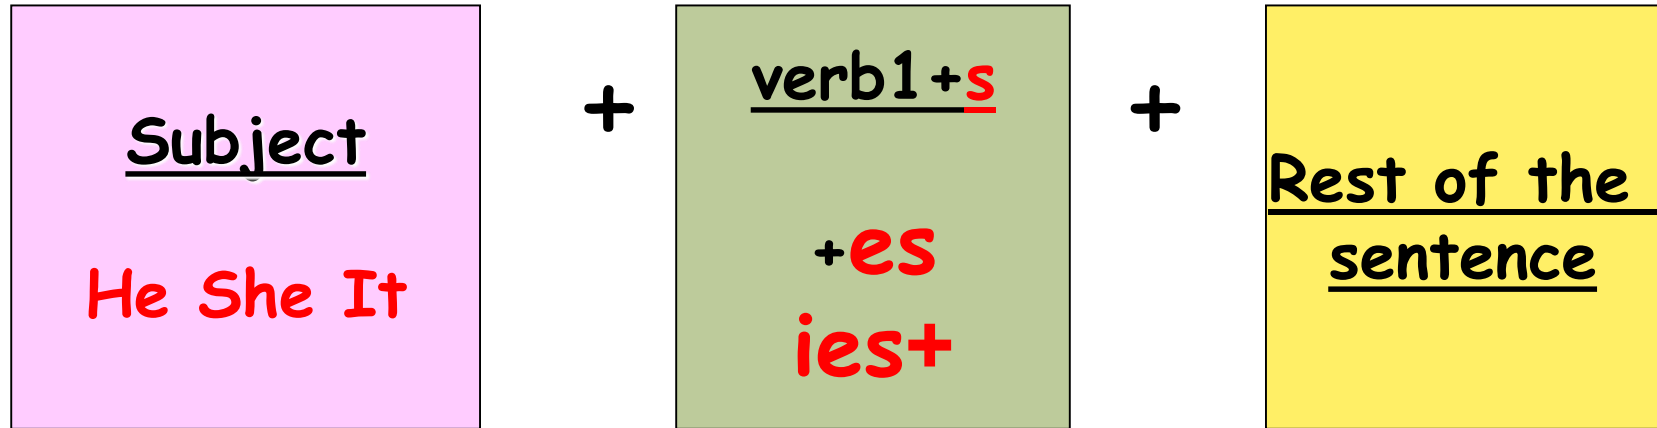 Subject
He She It
+
verb1+s
+es
ies+
+
Rest of the
sentence